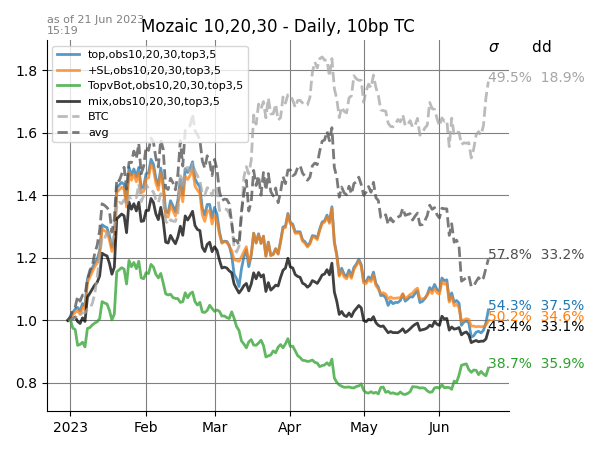 as of 21 Jun 2023
15:19
Mozaic 10,20,30 - Daily, 10bp TC
σ dd
top,obs10,20,30,top3,5
+SL,obs10,20,30,top3,5
TopvBot,obs10,20,30,top3,5
mix,obs10,20,30,top3,5
BTC
avg
1.8
1.6
1.4
1.2
1.0
0.8
49.5% 18.9%
57.8% 33.2%
54.3% 37.5%
50.2% 34.6%
43.4% 33.1%
38.7% 35.9%
2023 Feb Mar Apr May Jun